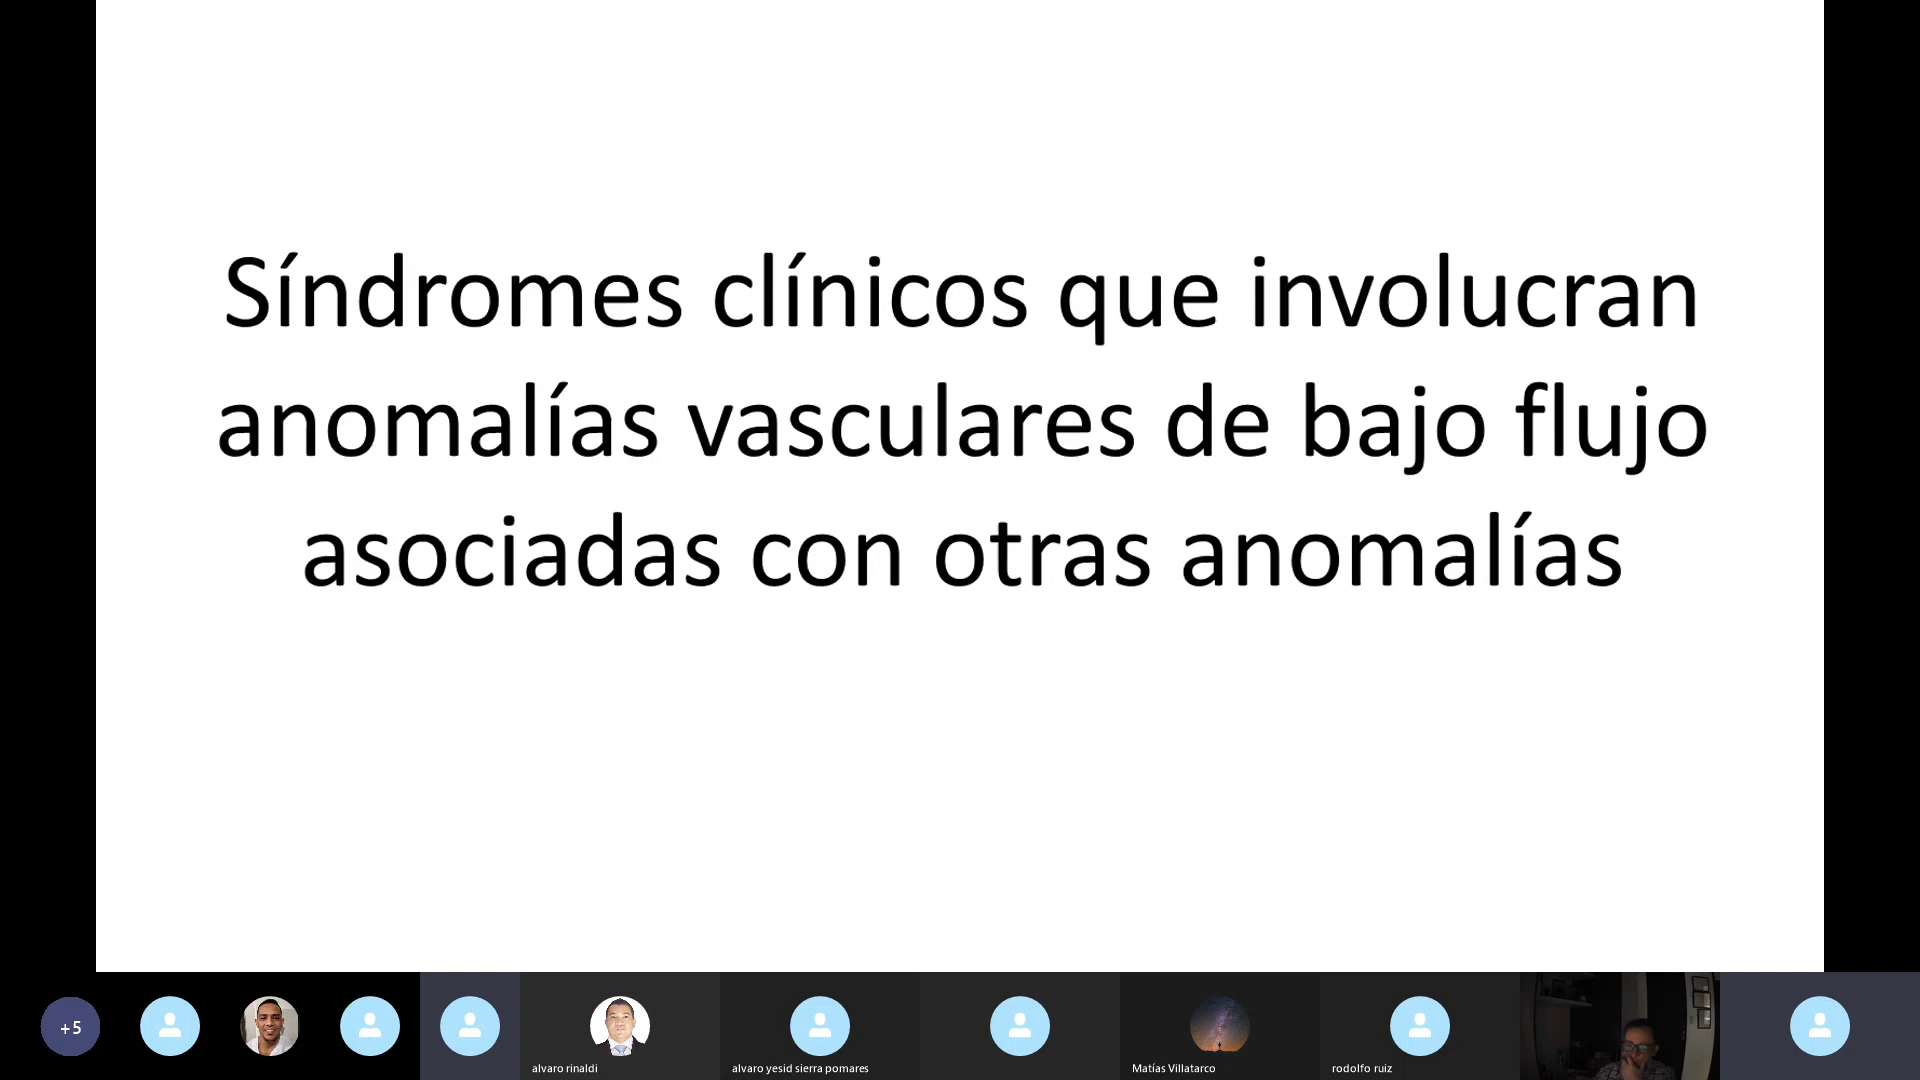 Síndromes clínicos que involucran
anomalías vasculares de bajo flujo
asociadas con otras anomalías
+5
alvaro rinaldi
alvaro yesid sierra pomares
Matías Villatarco
rodolfo ruiz